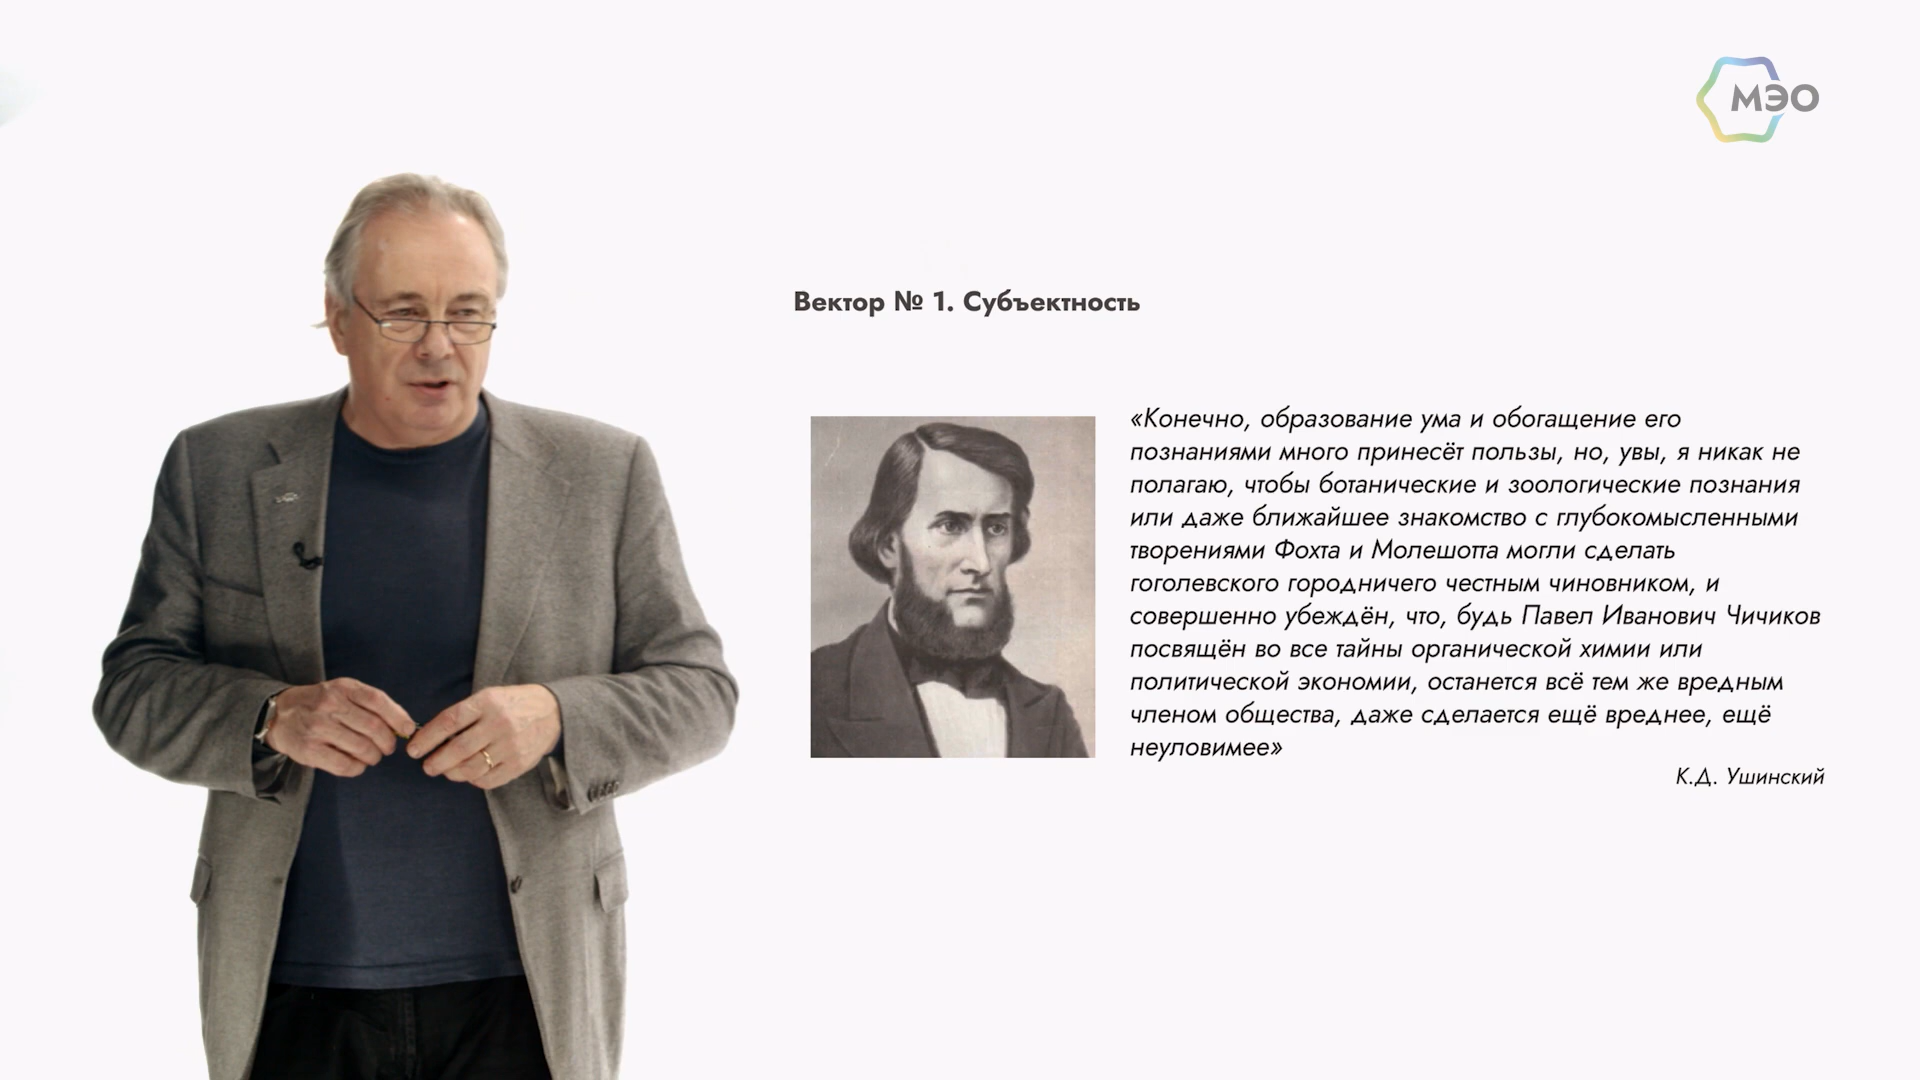 МЭО
Вектор № 1. Субъектность
«Конечно, образование ума и обогащение его
познаниями много принесёт пользы, но, увы, я никак не
полагаю, чтобы ботанические и зоологические познания
или даже ближайшее знакомство с глубокомысленными
творениями Фохта и Молешотта могли сделать
гоголевского городничего честным чиновником, и
совершенно убеждён, что, будь Павел Иванович Чичиков
посвящён во все тайны органической химии или
политической экономии, останется всё тем же вредным
членом общества, даже сделается ещё вреднее, ещё
неуловимее»
К.Д. Ушинский